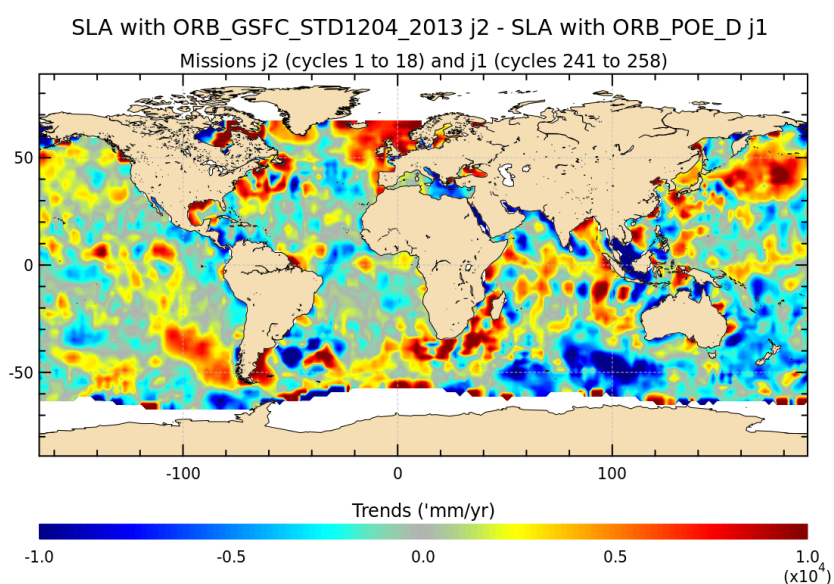 SLA with ORB_GSFC_STD1204_2013 j2 - SLA with ORB_POE_D j1
Missions j2 (cycles 1 to 18) and j1 (cycles 241 to 258)
50
0
-50
-100 0 100
Trends ('mm/yr)
-1.0 -0.5 0.0 0.5 1.0
(x10⁴)